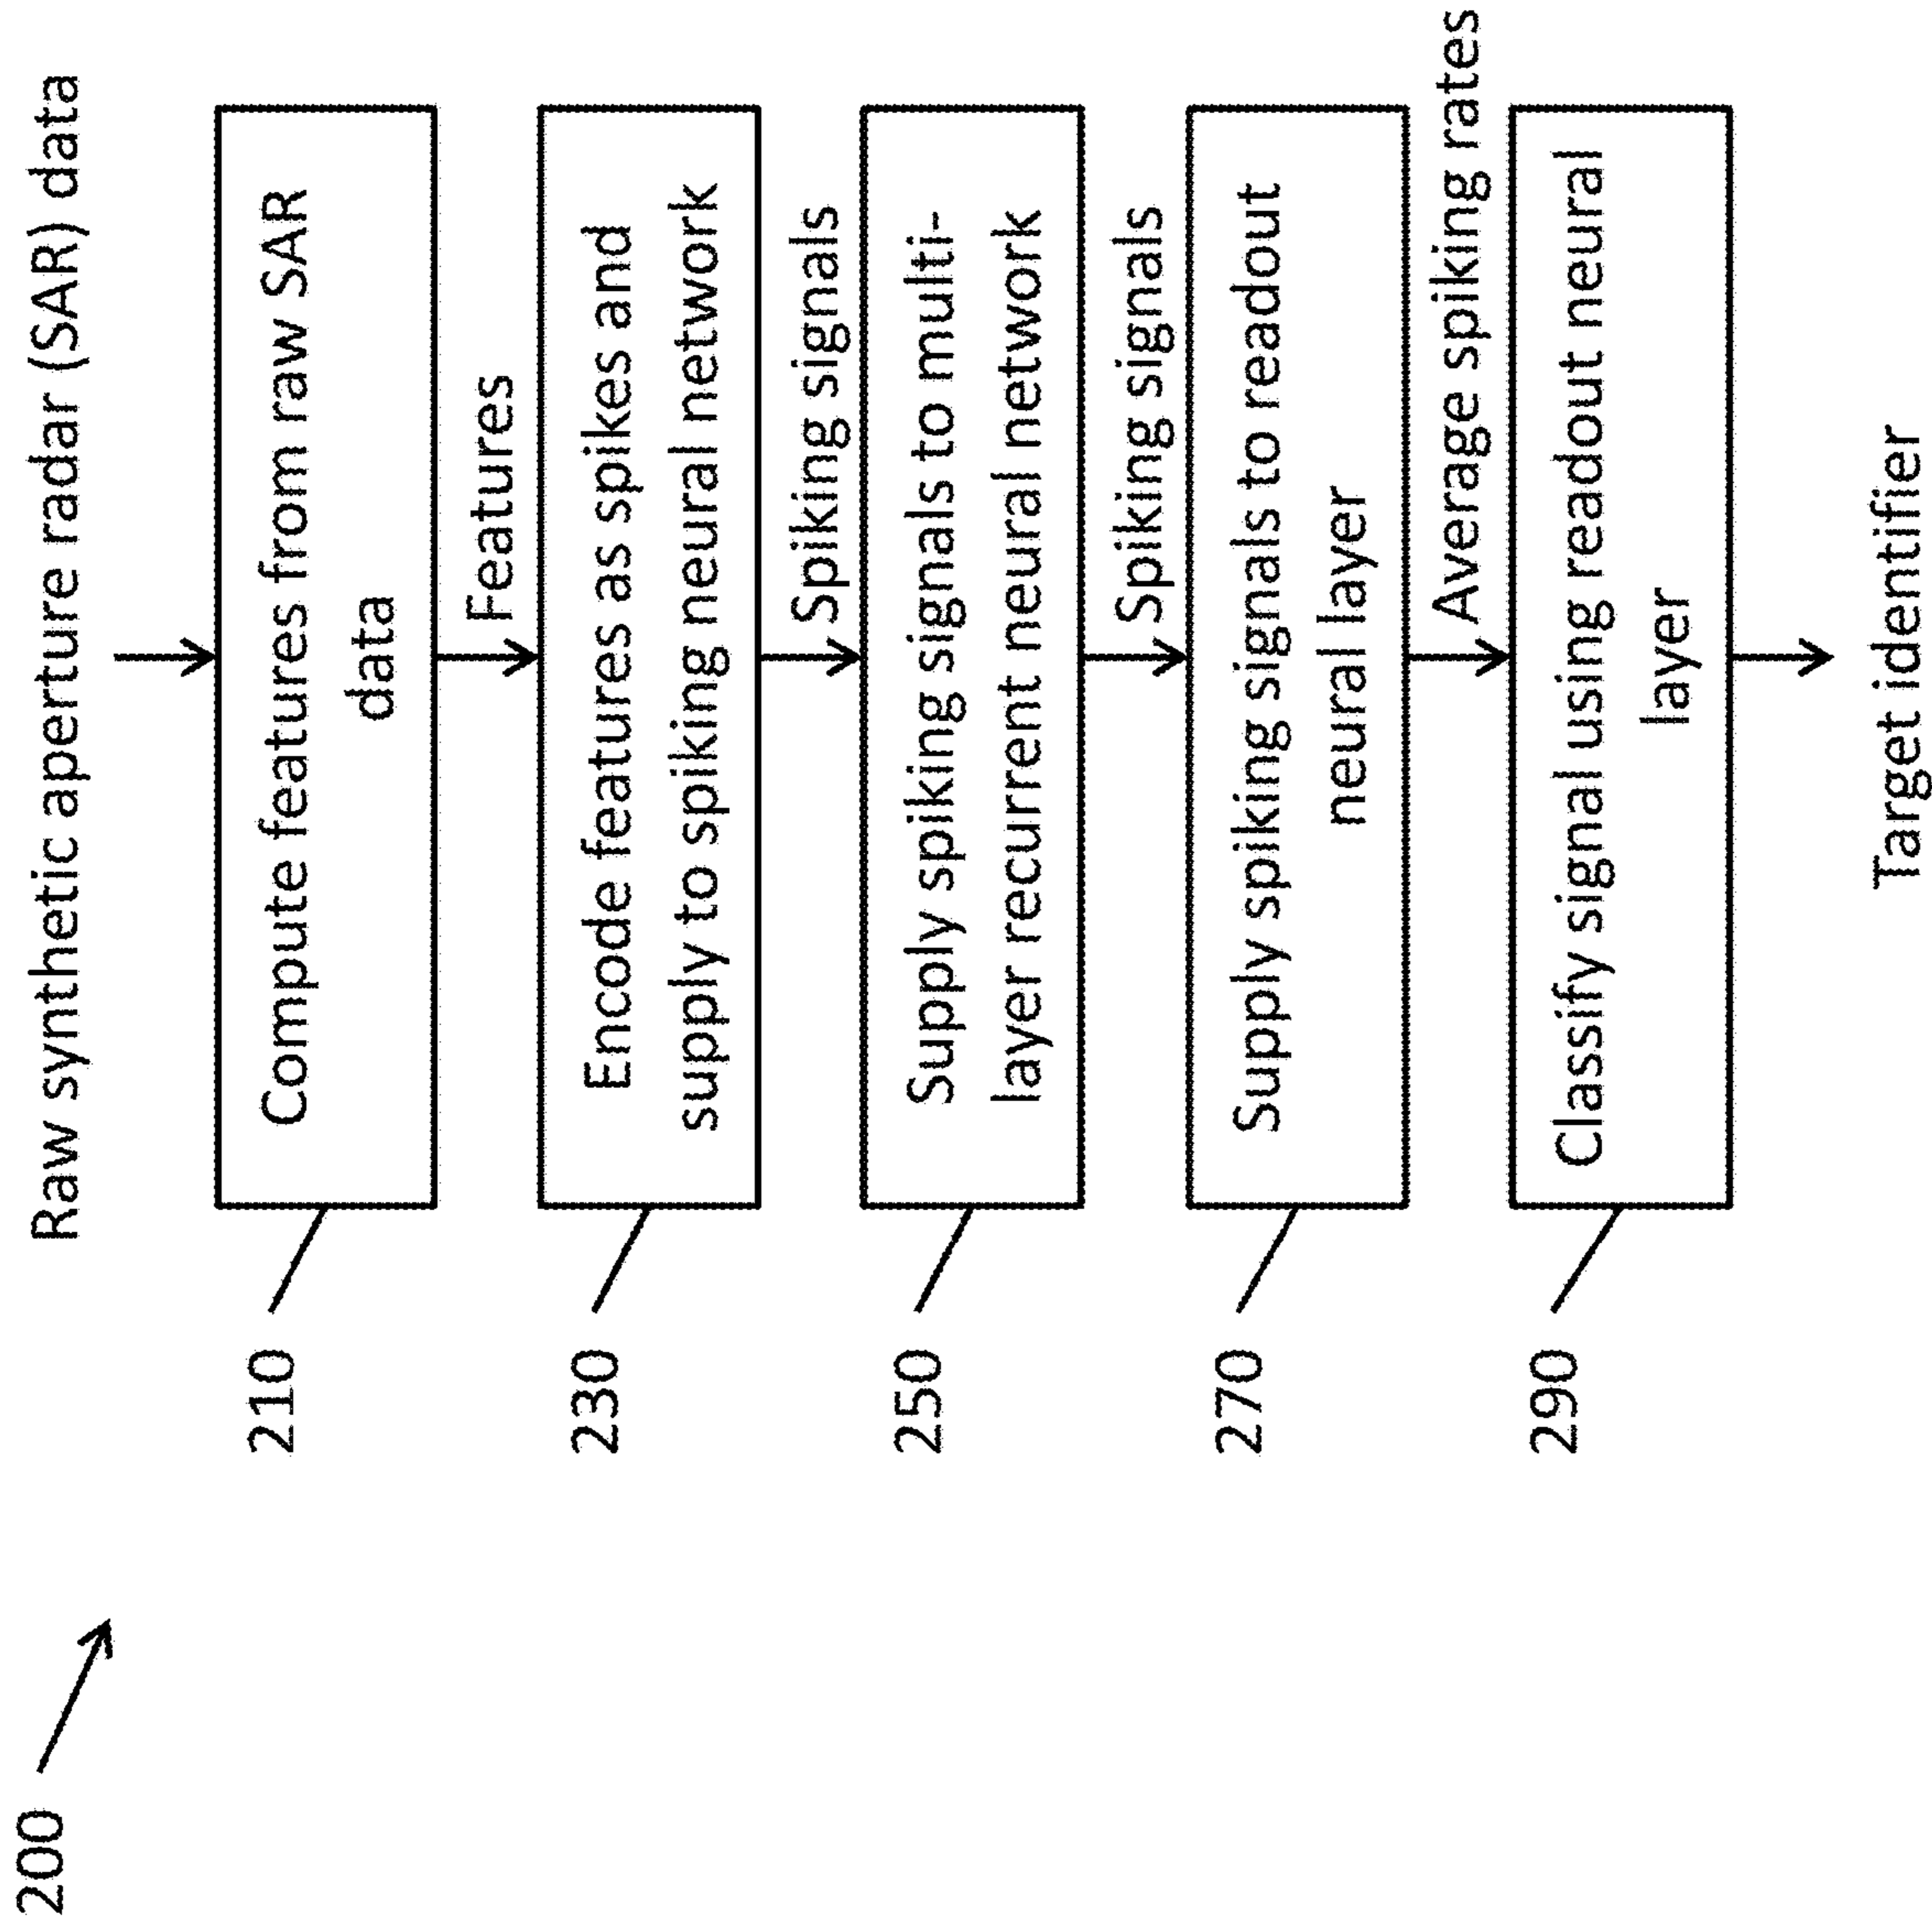 200
Raw synthetic aperture radar (SAR) data
210
Compute features from raw SAR
data
Features
230
Encode features as spikes and
supply to spiking neural network
Spiking signals
250
Supply spiking signals to multi-
layer recurrent neural network
Spiking signals
270
Supply spiking signals to readout
neural layer
Average spiking rates
290
Classify signal using readout neural
layer
Target identifier